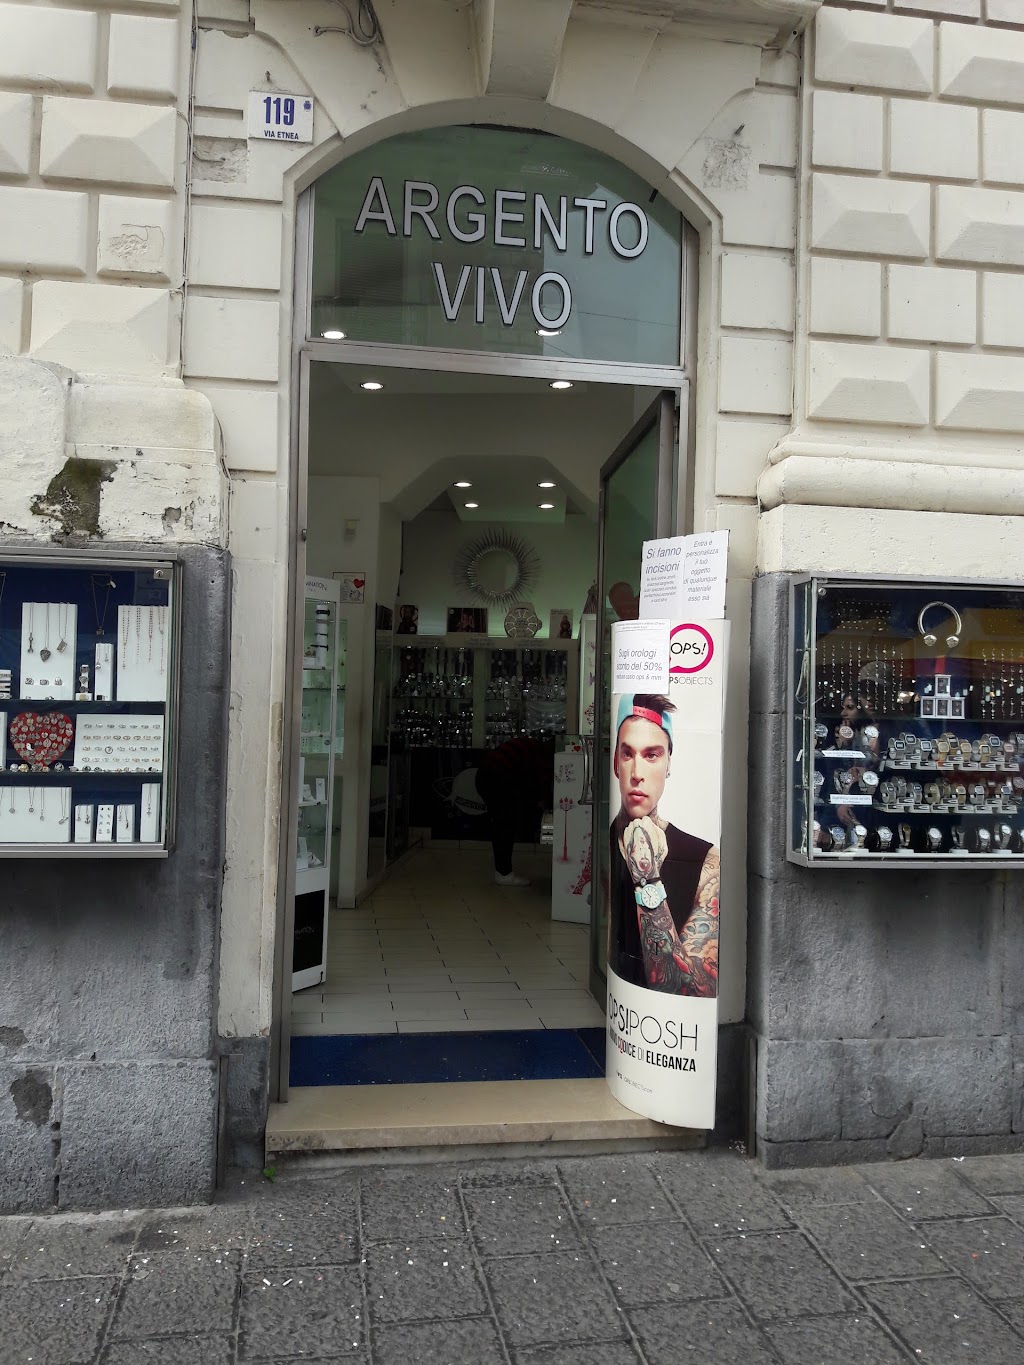 119
VIA ETNEA
ARGENTO
VIVO
Si fanno
incisioni
Entra e
personalizza
il tuo
oggetto
di qualunque
materiale
esso sia
Sugli orologi
sconto del 50%
OPS!
OPSOBJECTS
OPS!POSH
CODICE DI ELEGANZA